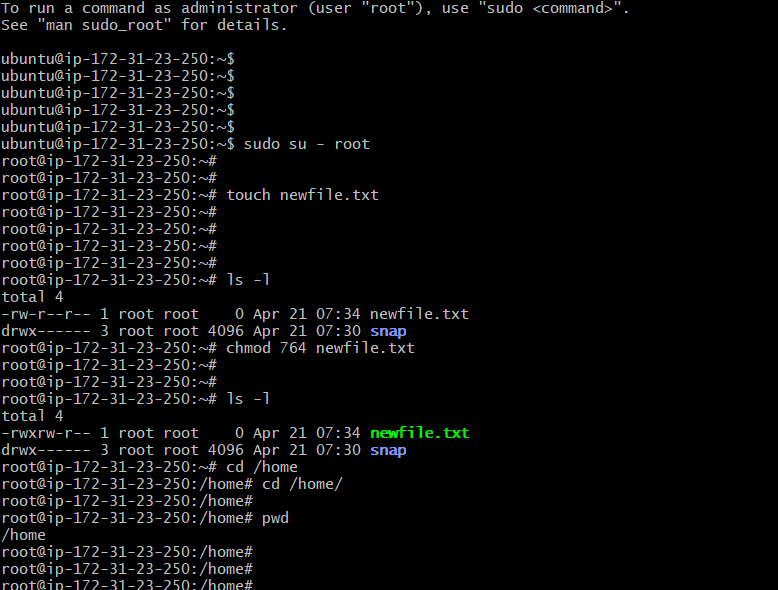 To run a command as administrator (user "root"), use "sudo <command>".
See "man sudo_root" for details.
ubuntu@ip-172-31-23-250:~$
ubuntu@ip-172-31-23-250:~$
ubuntu@ip-172-31-23-250:~$
ubuntu@ip-172-31-23-250:~$
ubuntu@ip-172-31-23-250:~$
ubuntu@ip-172-31-23-250:~$ sudo su - root
root@ip-172-31-23-250:~#
root@ip-172-31-23-250:~#
root@ip-172-31-23-250:~# touch newfile.txt
root@ip-172-31-23-250:~#
root@ip-172-31-23-250:~#
root@ip-172-31-23-250:~#
root@ip-172-31-23-250:~#
root@ip-172-31-23-250:~# ls -l
total 4
-rw-r--r-- 1 root root    0 Apr 21 07:34 newfile.txt
drwx------ 3 root root 4096 Apr 21 07:30 snap
root@ip-172-31-23-250:~# chmod 764 newfile.txt
root@ip-172-31-23-250:~#
root@ip-172-31-23-250:~#
root@ip-172-31-23-250:~# ls -l
total 4
-rwxrw-r-- 1 root root    0 Apr 21 07:34 newfile.txt
drwx------ 3 root root 4096 Apr 21 07:30 snap
root@ip-172-31-23-250:~# cd /home
root@ip-172-31-23-250:/home# cd /home/
root@ip-172-31-23-250:/home#
root@ip-172-31-23-250:/home# pwd
/home
root@ip-172-31-23-250:/home#
root@ip-172-31-23-250:/home#
root@ip-172-31-23-250:/home#